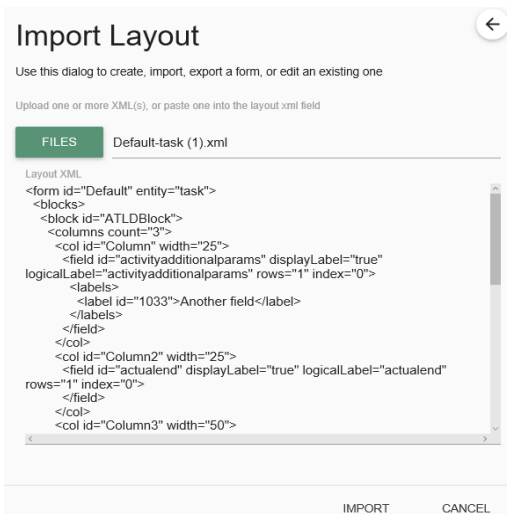 Import Layout
Use this dialog to create, import, export a form, or edit an existing one
Upload one or more XML(s), or paste one into the layout xml field
FILES
Default-task (1).xml
Layout XML
<form id="Default" entity="task">
<blocks>
<block id="ATLDBlock">
<columns count="3">
<col id="Column" width="25">
<field id="activityadditionalparams" displayLabel="true"
logicalLabel="activityadditionalparams" rows="1" index="0">
<labels>
<label id="1033">Another field</label>
</labels>
</field>
</col>
<col id="Column2" width="25">
<field id="actualend" displayLabel="true" logicalLabel="actualend"
rows="1" index="0">
</field>
</col>
<col id="Column3" width="50">
IMPORT CANCEL